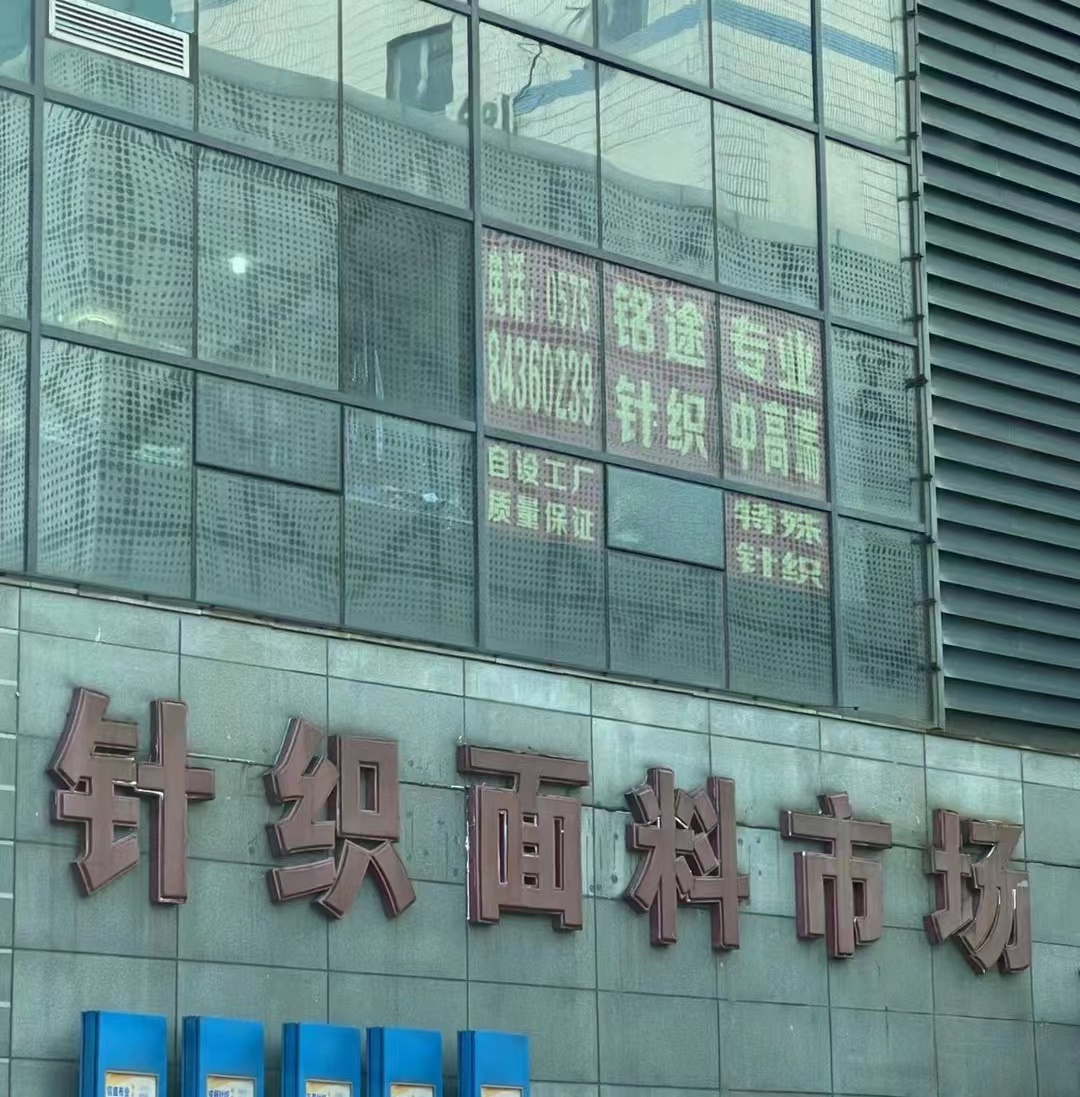 电话：0575
84360239
铭途
针织
专业
中高端
自设工厂
质量保证
特殊
针织
针织面料市场